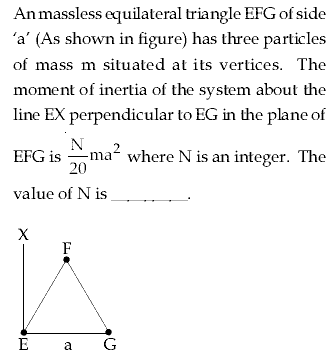 An massless equilateral triangle EFG of side
'a' (As shown in figure) has three particles
of mass m situated at its vertices. The
moment of inertia of the system about the
line EX perpendicular to EG in the plane of
EFG is N/20 ma² where N is an integer. The
value of N is ________.
X
F
E a G